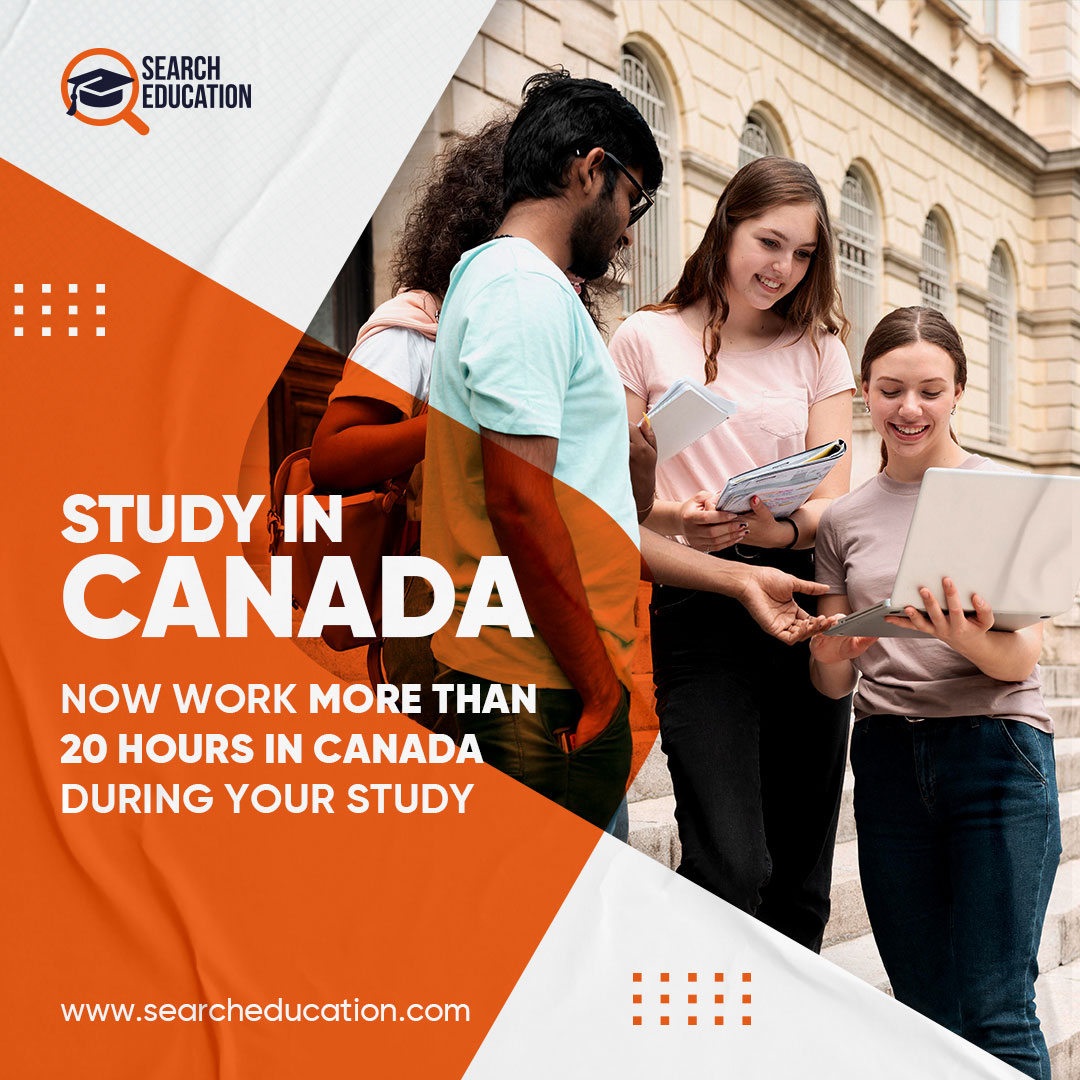 SEARCH
EDUCATION
STUDY IN
CANADA
NOW WORK MORE THAN
20 HOURS IN CANADA
DURING YOUR STUDY
www.searcheducation.com